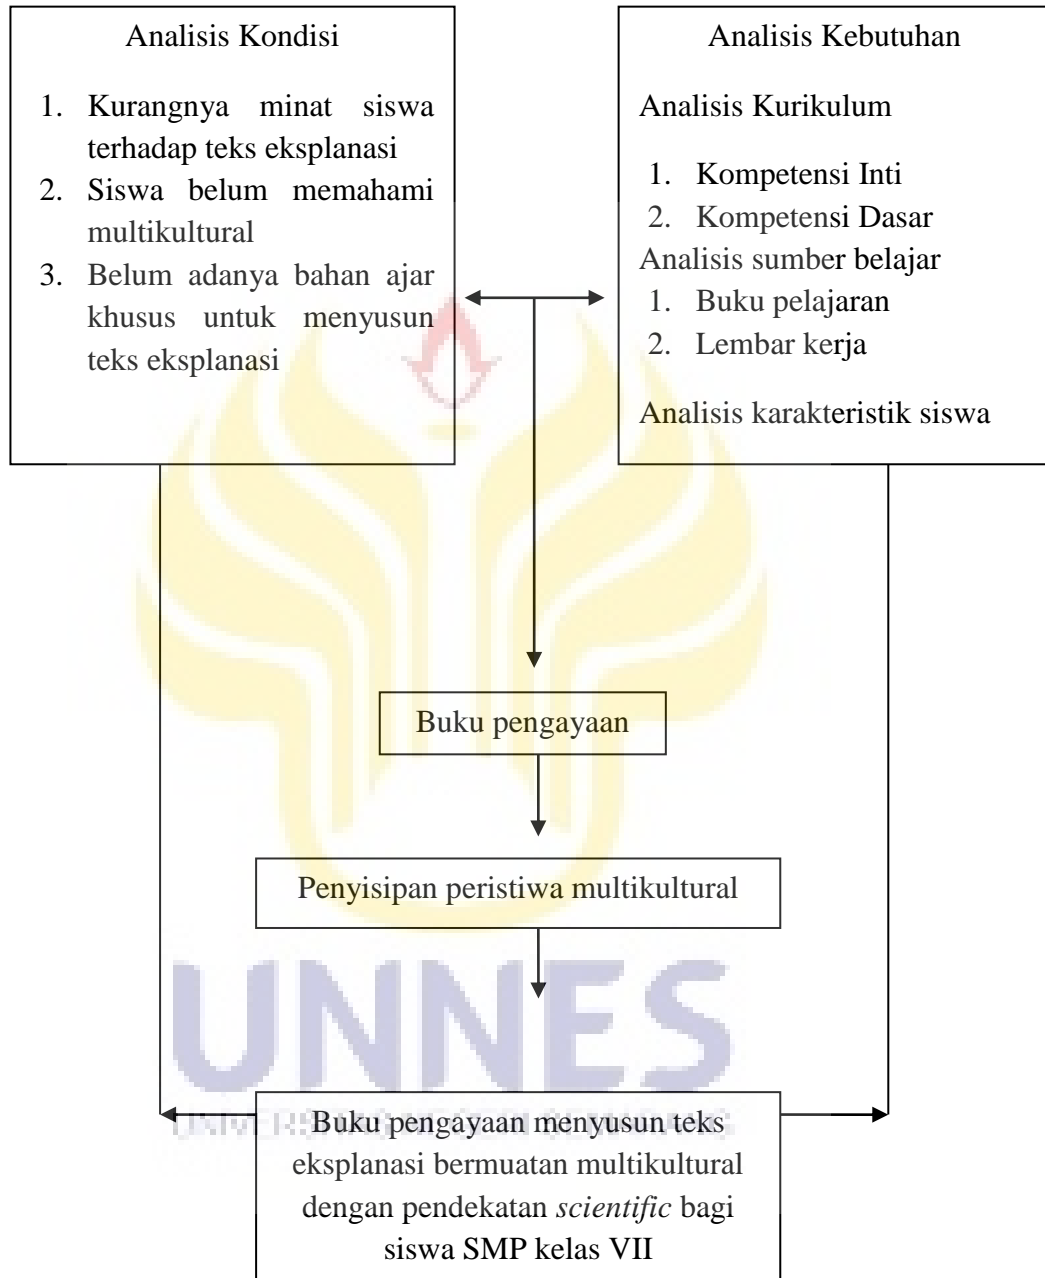 Analisis Kondisi
1. Kurangnya minat siswa
terhadap teks eksplanasi
2. Siswa belum memahami
multikultural
3. Belum adanya bahan ajar
khusus untuk menyusun
teks eksplanasi
Analisis Kebutuhan
Analisis Kurikulum
1. Kompetensi Inti
2. Kompetensi Dasar
Analisis sumber belajar
1. Buku pelajaran
2. Lembar kerja
Analisis karakteristik siswa
Buku pengayaan
Penyisipan peristiwa multikultural
UNNES
Buku pengayaan menyusun teks
eksplanasi bermuatan multikultural
dengan pendekatan scientific bagi
siswa SMP kelas VII